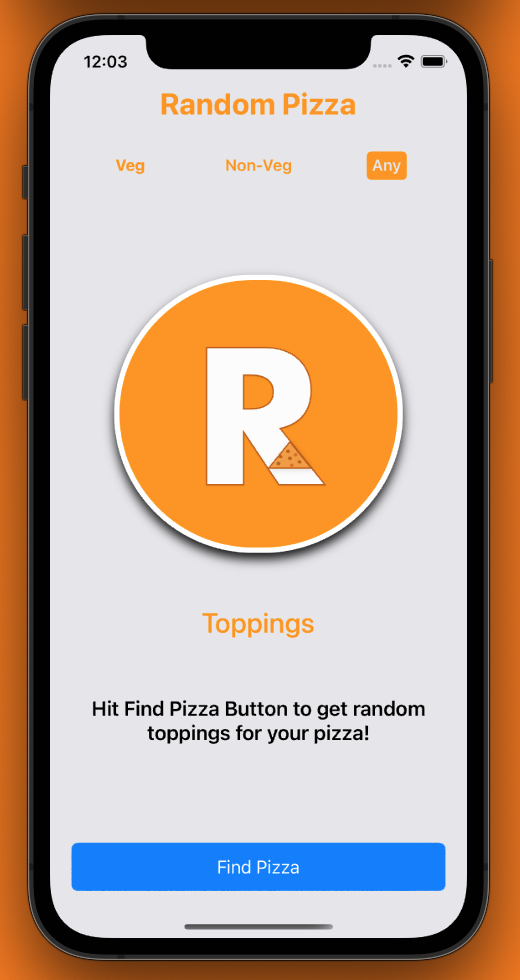 12:03
Random Pizza
Veg Non-Veg Any
R
Toppings
Hit Find Pizza Button to get random
toppings for your pizza!
Find Pizza